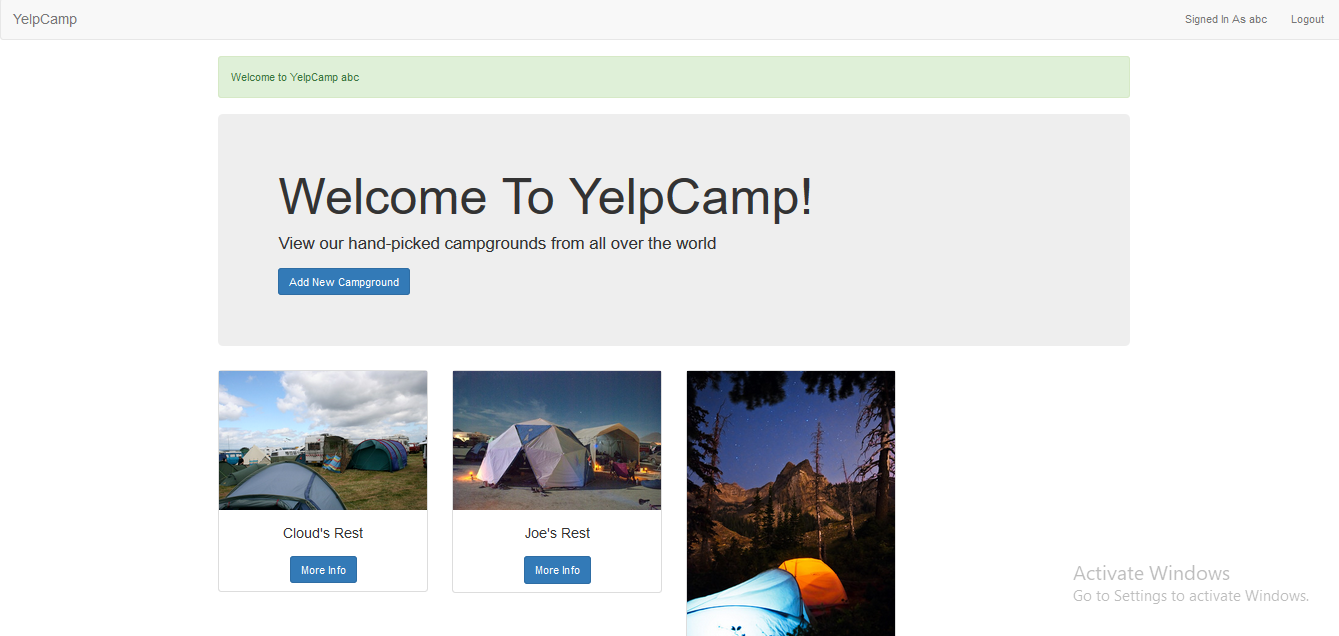 YelpCamp
Signed In As abc
Logout
Welcome to YelpCamp abc
Welcome To YelpCamp!
View our hand-picked campgrounds from all over the world
Add New Campground
Cloud's Rest
Joe's Rest
More Info
More Info
Activate Windows
Go to Settings to activate Windows.